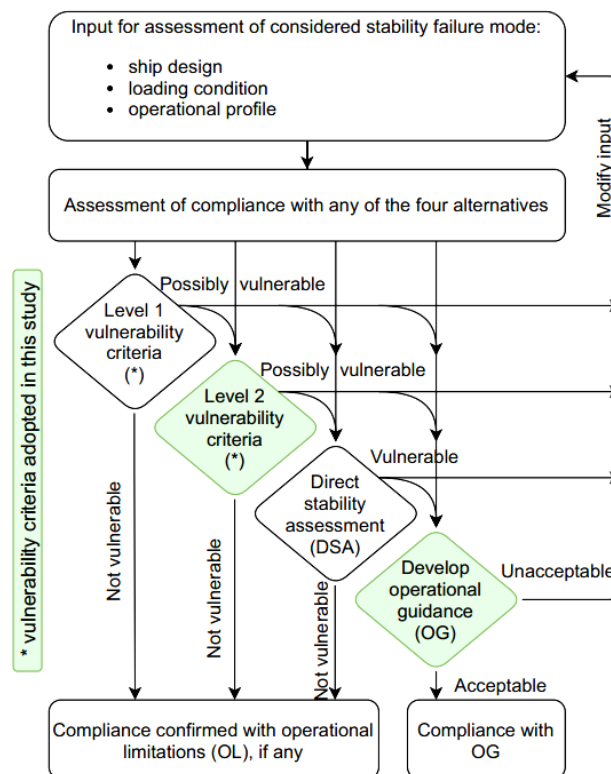 Input for assessment of considered stability failure mode:
• ship design
• loading condition
• operational profile
Modify input
Assessment of compliance with any of the four alternatives
* vulnerability criteria adopted in this study
Possibly vulnerable
Level 1
vulnerability
criteria
(*)
Possibly vulnerable
Level 2
vulnerability
criteria
(*)
Vulnerable
Direct
stability
assessment
(DSA)
Unacceptable
Develop
operational
guidance
(OG)
Not vulnerable
Not vulnerable
Not vulnerable
Acceptable
Compliance confirmed with operational
limitations (OL), if any
Compliance with
OG